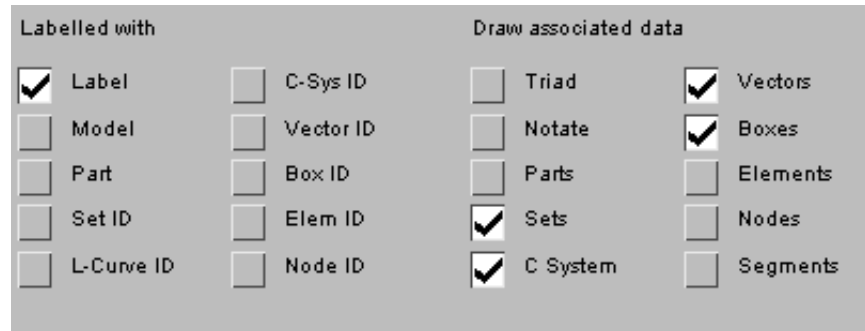 Labelled with Draw associated data
Label C-Sys ID Triad Vectors
Model Vector ID Notate Boxes
Part Box ID Parts Elements
Set ID Elem ID Sets Nodes
L-Curve ID Node ID C System Segments